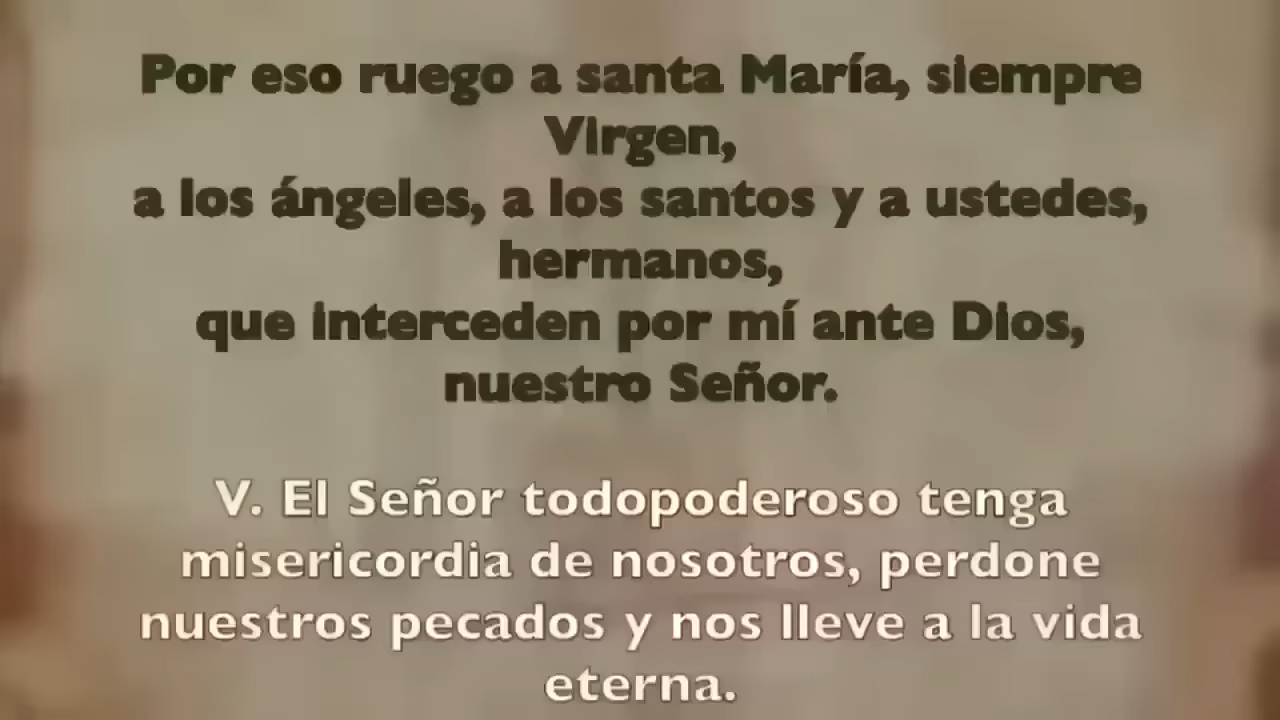 Por eso ruego a santa María, siempre
Virgen,
a los ángeles, a los santos y a ustedes,
hermanos,
que interceden por mí ante Dios,
nuestro Señor.
V. El Señor todopoderoso tenga
misericordia de nosotros, perdone
nuestros pecados y nos lleve a la vida
eterna.